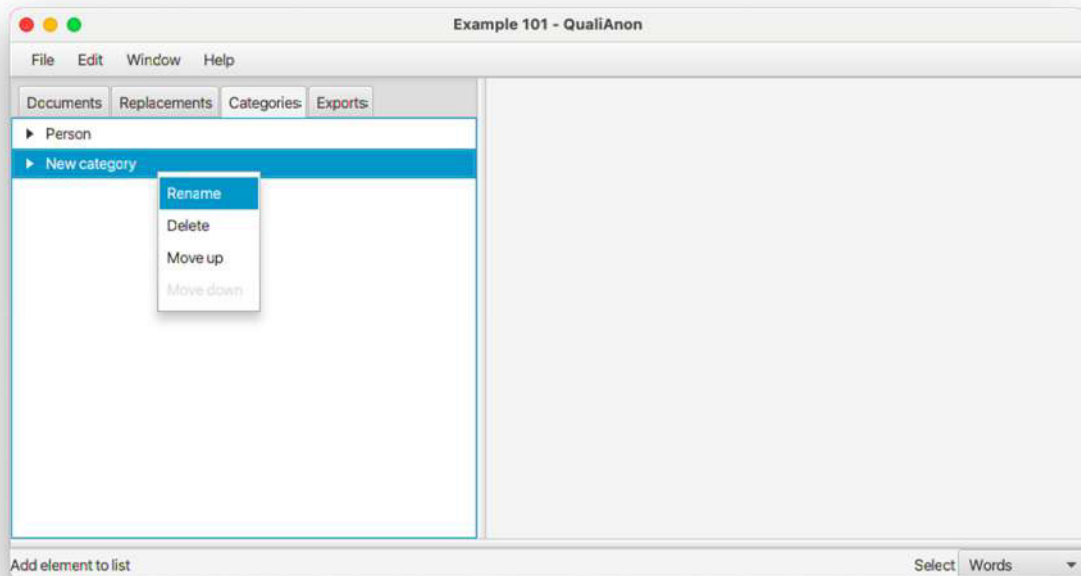 Example 101 - QualiAnon
File Edit Window Help
Documents Replacements Categories Exports
Person
New category
Rename
Delete
Move up
Move down
Add element to list Select Words